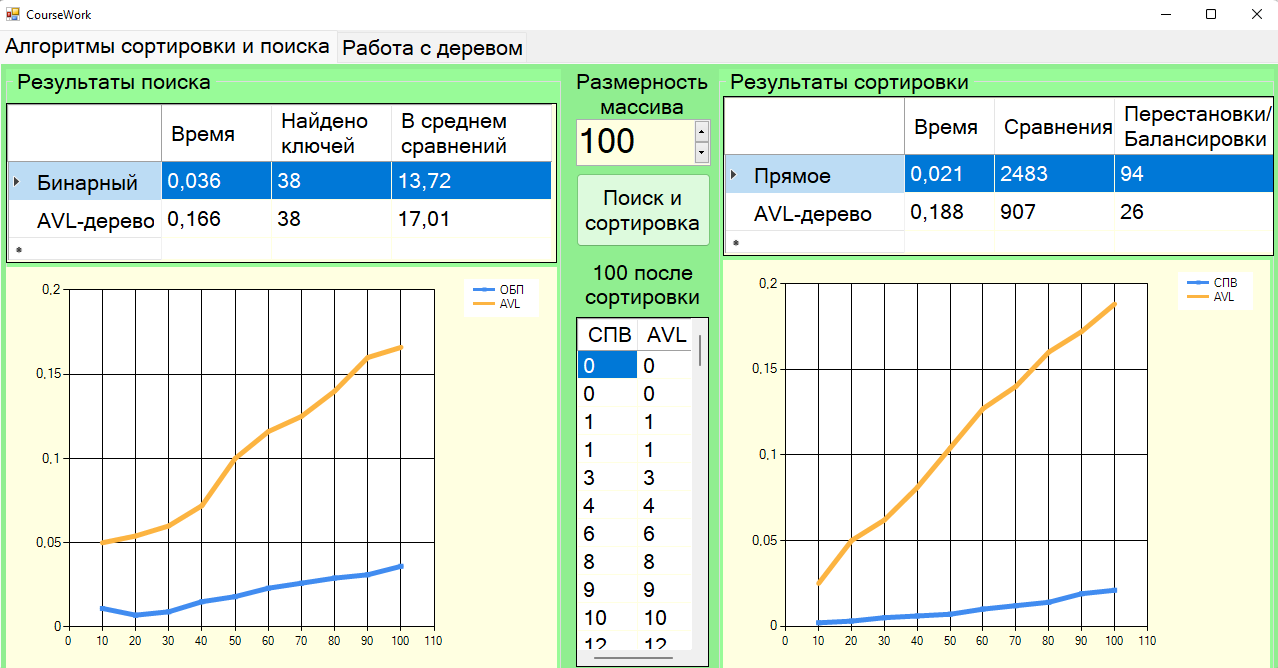 CourseWork
Алгоритмы сортировки и поиска Работа с деревом
Результаты поиска
Время Найдено В среднем
ключей сравнений
Бинарный 0,036 38 13,72
AVL-дерево 0,166 38 17,01
*
ОБП
AVL
0,2
0,15
0,1
0,05
0
0 10 20 30 40 50 60 70 80 90 100 110
Размерность
массива
100
Поиск и
сортировка
100 после
сортировки
СПВ AVL
0 0
0 0
1 1
1 1
3 3
4 4
6 6
8 8
9 9
10 10
12 12
Результаты сортировки
Время Сравнения Перестановки/
Балансировки
Прямое 0,021 2483 94
AVL-дерево 0,188 907 26
*
СПВ
AVL
0,2
0,15
0,1
0,05
0
0 10 20 30 40 50 60 70 80 90 100 110